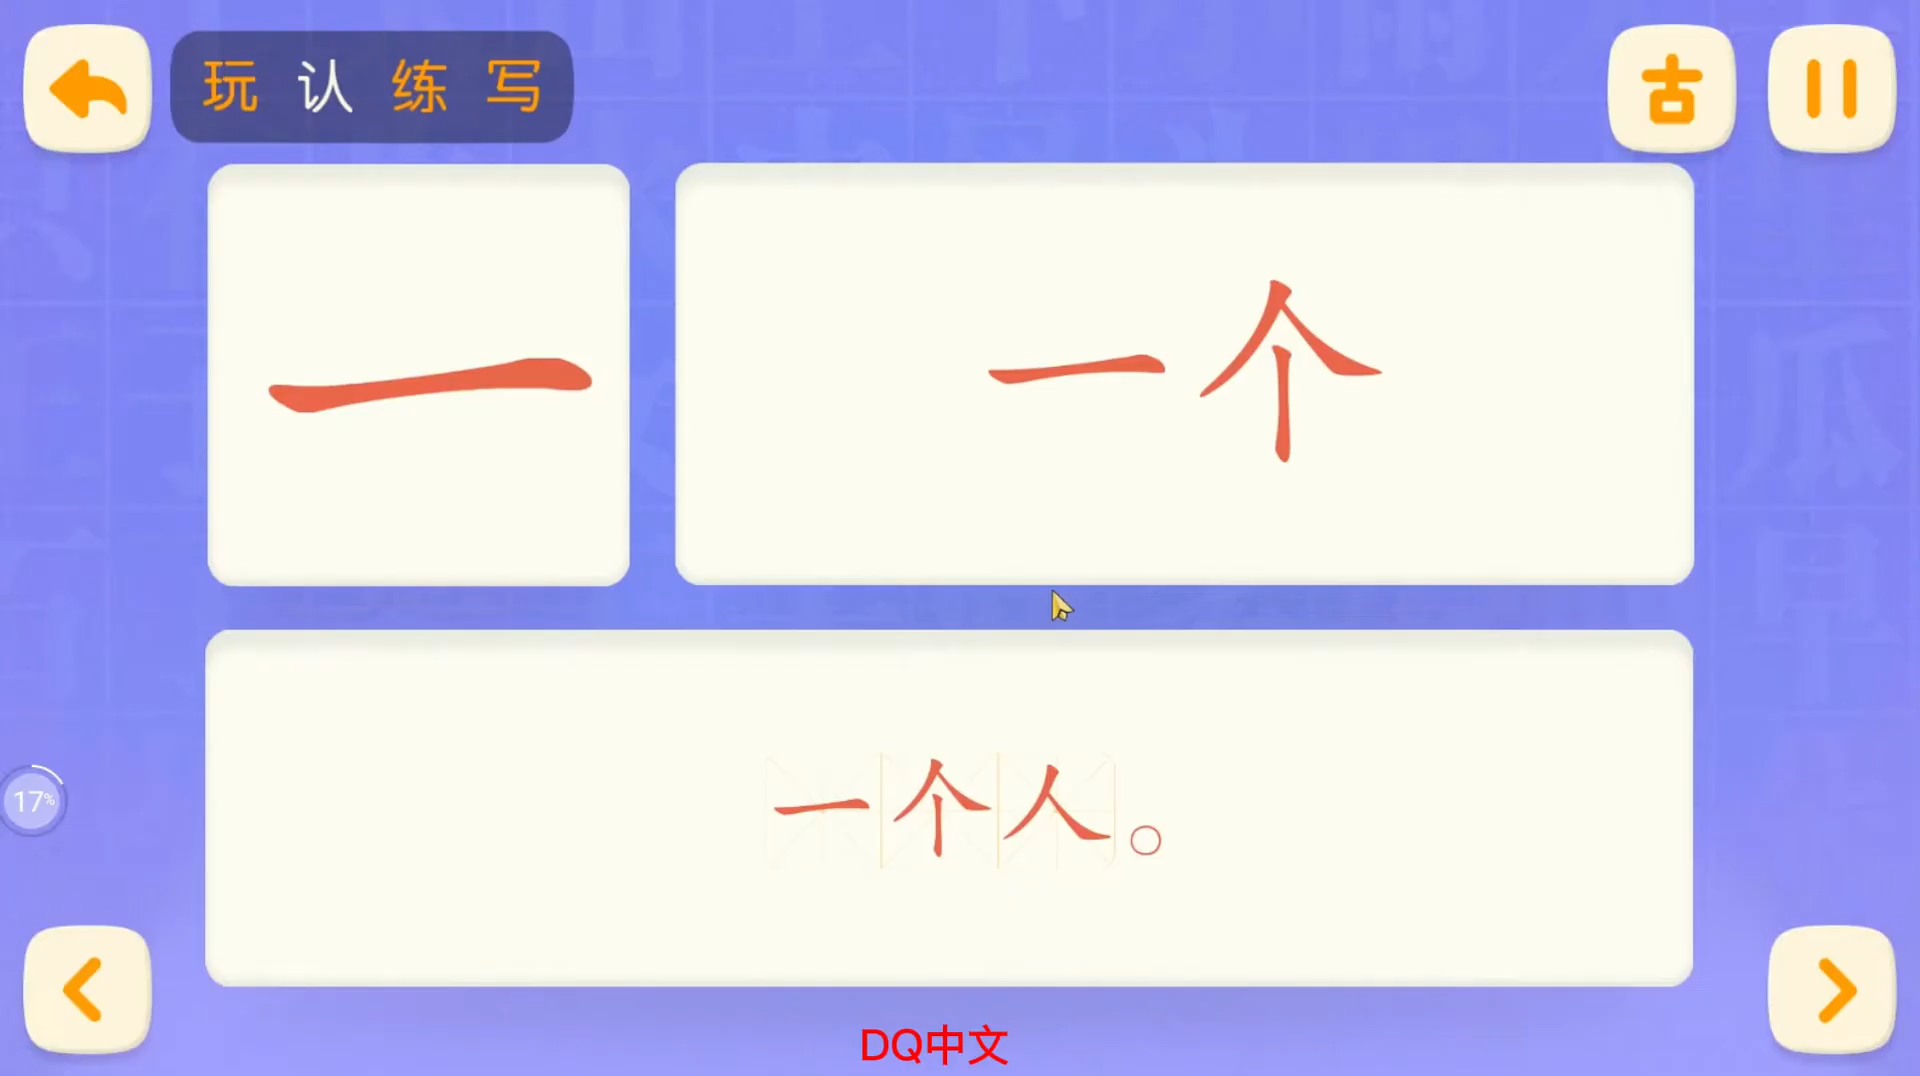 玩 认 练 写
古
一
一个
一个人。
17%
DQ中文